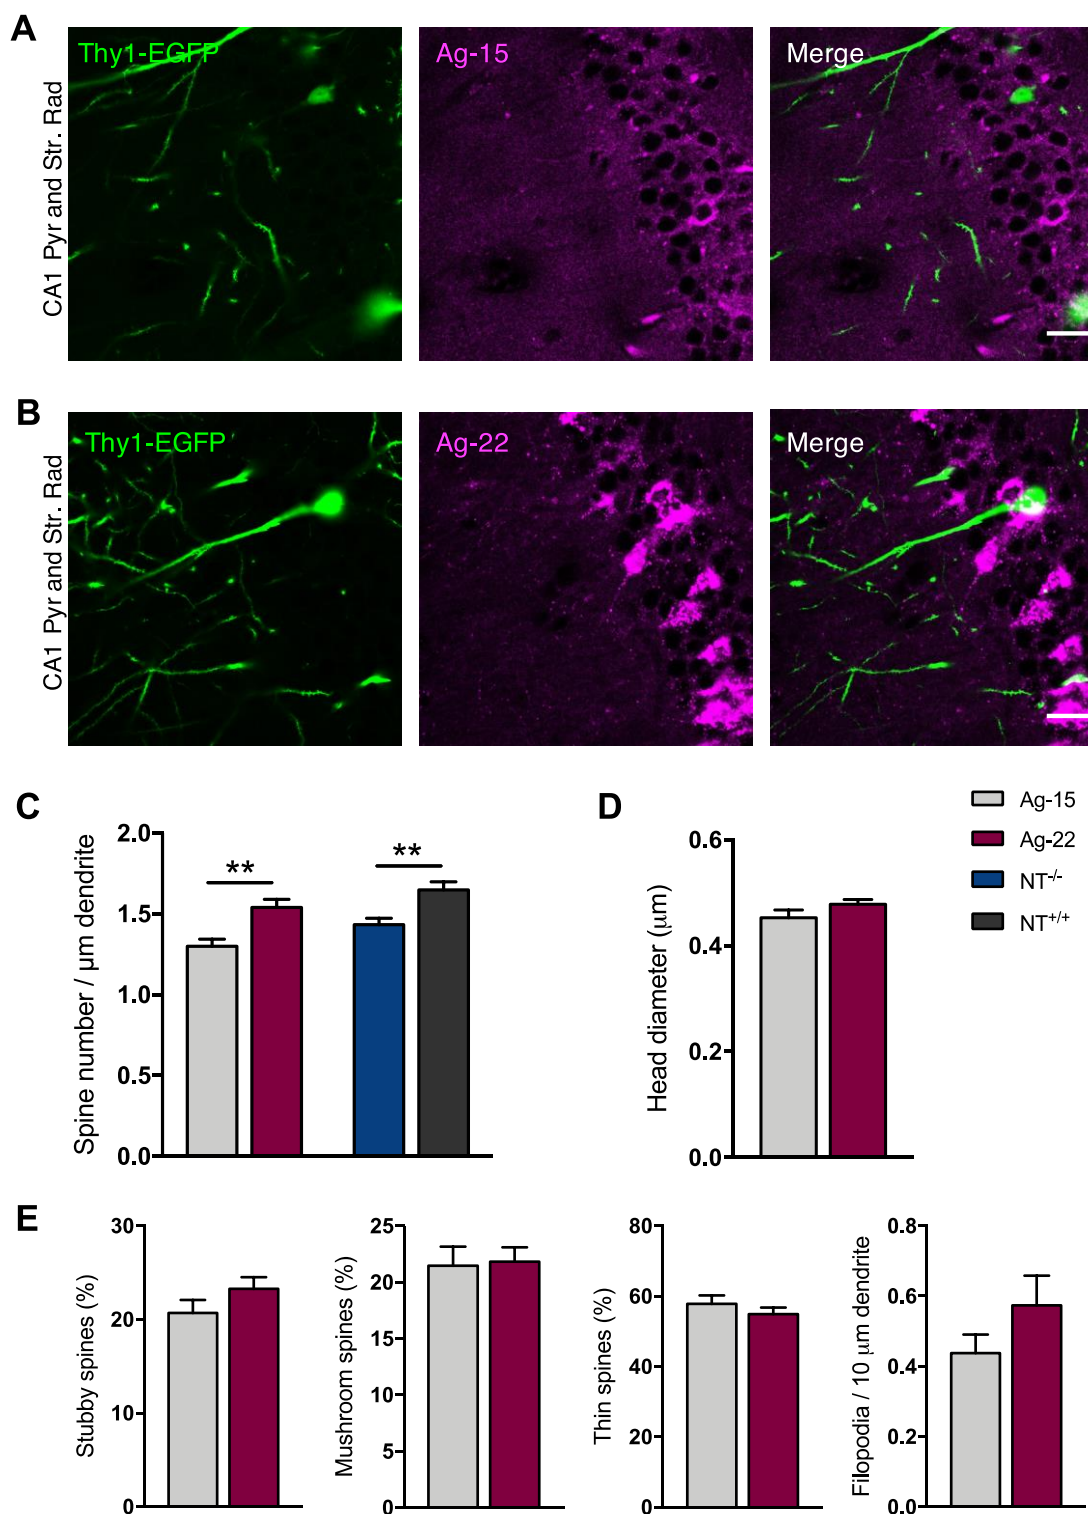 A
Thy1-EGFP
Ag-15
Merge
CA1 Pyr and Str. Rad
B
Thy1-EGFP
Ag-22
Merge
CA1 Pyr and Str. Rad
C
Spine number / µm dendrite
2.0
1.5
1.0
0.5
0.0
**
**
D
Head diameter (µm)
0.6
0.4
0.2
0.0
Ag-15
Ag-22
NT-/-
NT+/+
E
Stubby spines (%)
30
20
10
0
Mushroom spines (%)
25
20
15
10
5
0
Thin spines (%)
80
60
40
20
0
Filopodia / 10 µm dendrite
0.8
0.6
0.4
0.2
0.0